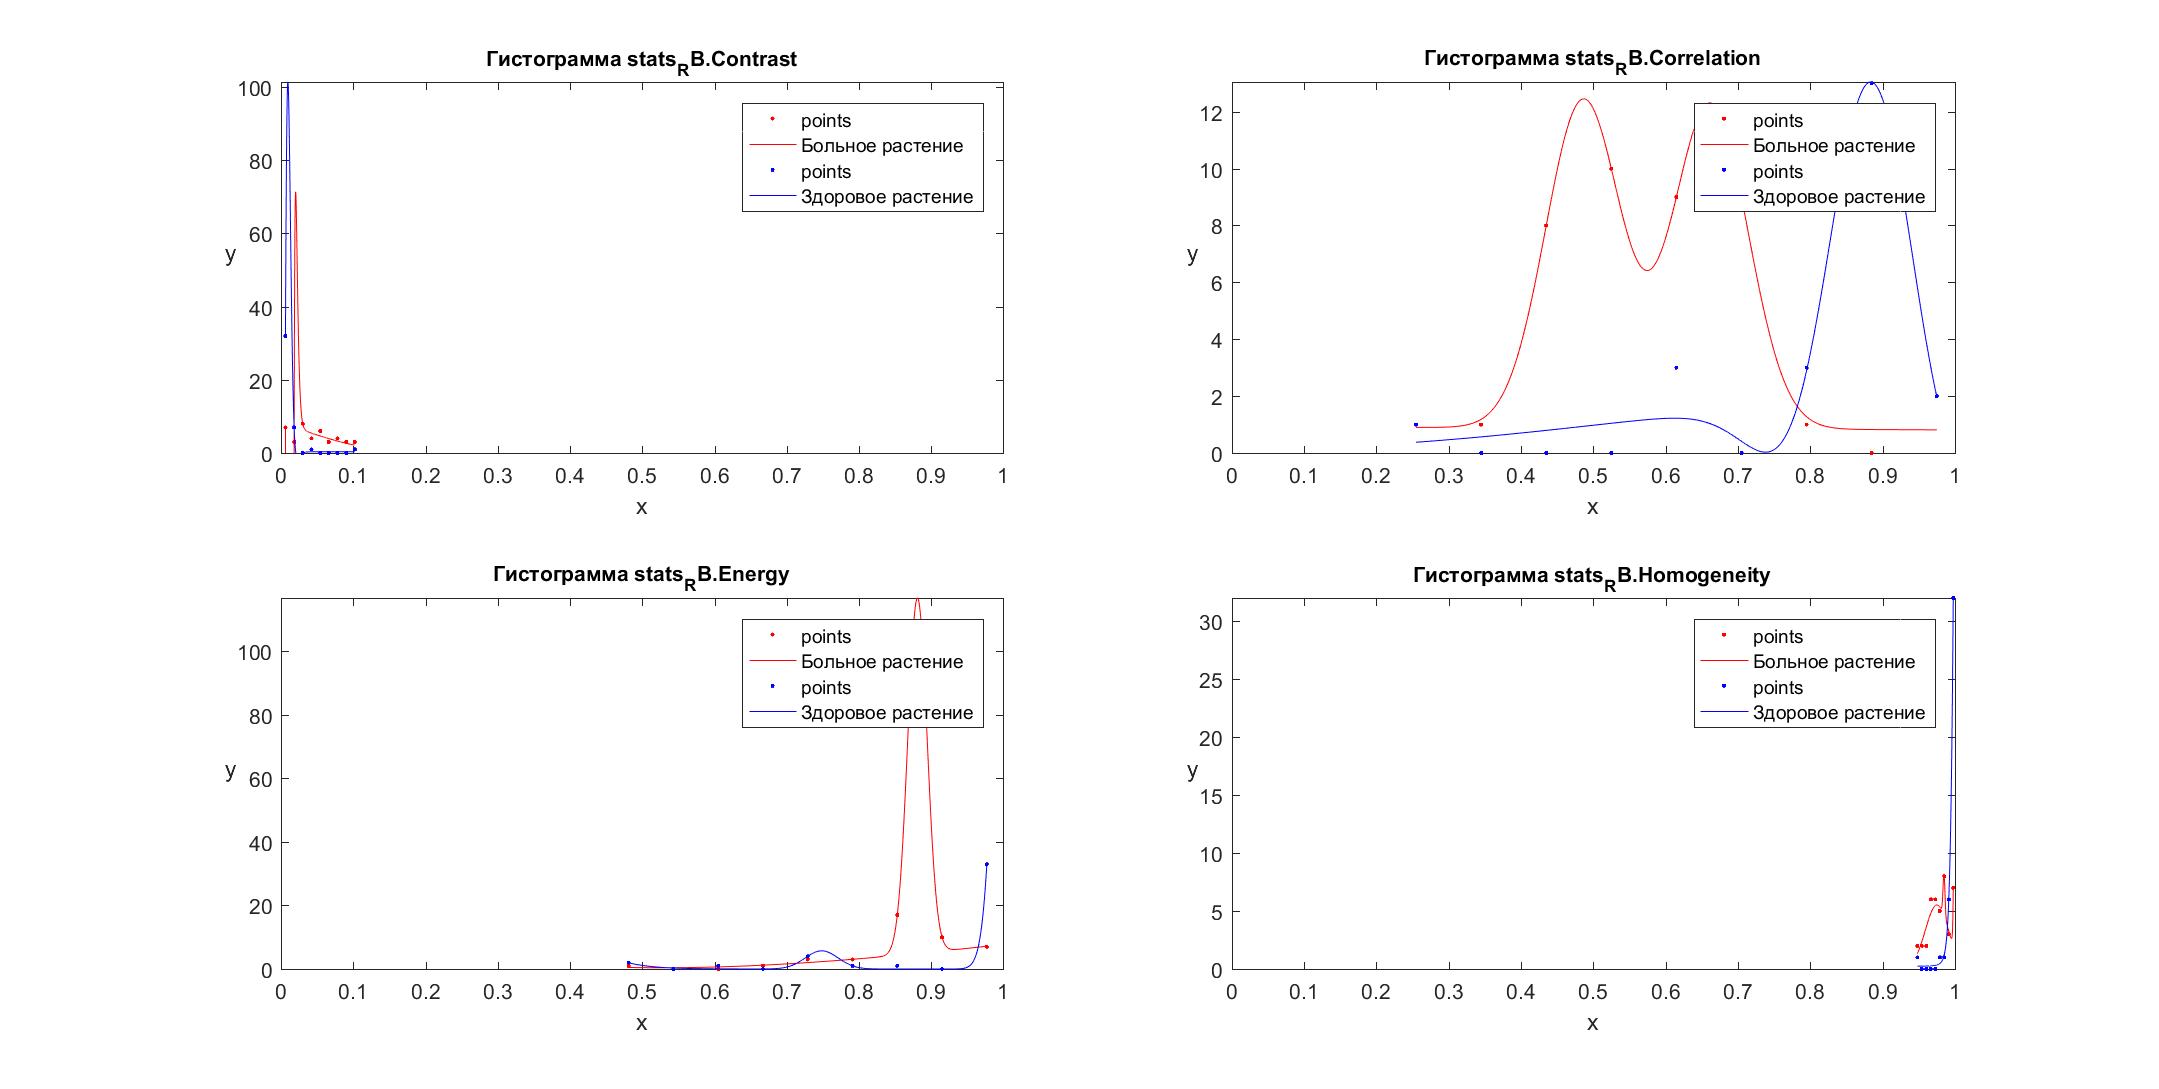 Гистограмма stats_RB.Contrast
100
80
60
40
20
0
y
0 0.1 0.2 0.3 0.4 0.5 0.6 0.7 0.8 0.9 1
x
points
Больное растение
points
Здоровое растение
Гистограмма stats_RB.Correlation
12
10
8
6
4
2
0
y
0 0.1 0.2 0.3 0.4 0.5 0.6 0.7 0.8 0.9 1
x
points
Больное растение
points
Здоровое растение
Гистограмма stats_RB.Energy
100
80
60
40
20
0
y
0 0.1 0.2 0.3 0.4 0.5 0.6 0.7 0.8 0.9 1
x
points
Больное растение
points
Здоровое растение
Гистограмма stats_RB.Homogeneity
30
25
20
15
10
5
0
y
0 0.1 0.2 0.3 0.4 0.5 0.6 0.7 0.8 0.9 1
x
points
Больное растение
points
Здоровое растение